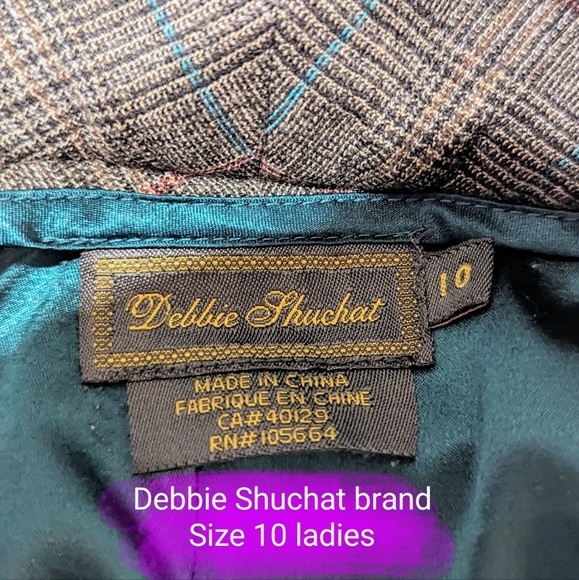 Debbie Shuchat
10
MADE IN CHINA
FABRIQUE EN CHINE
CA#40129
RN#105664
Debbie Shuchat brand
Size 10 ladies